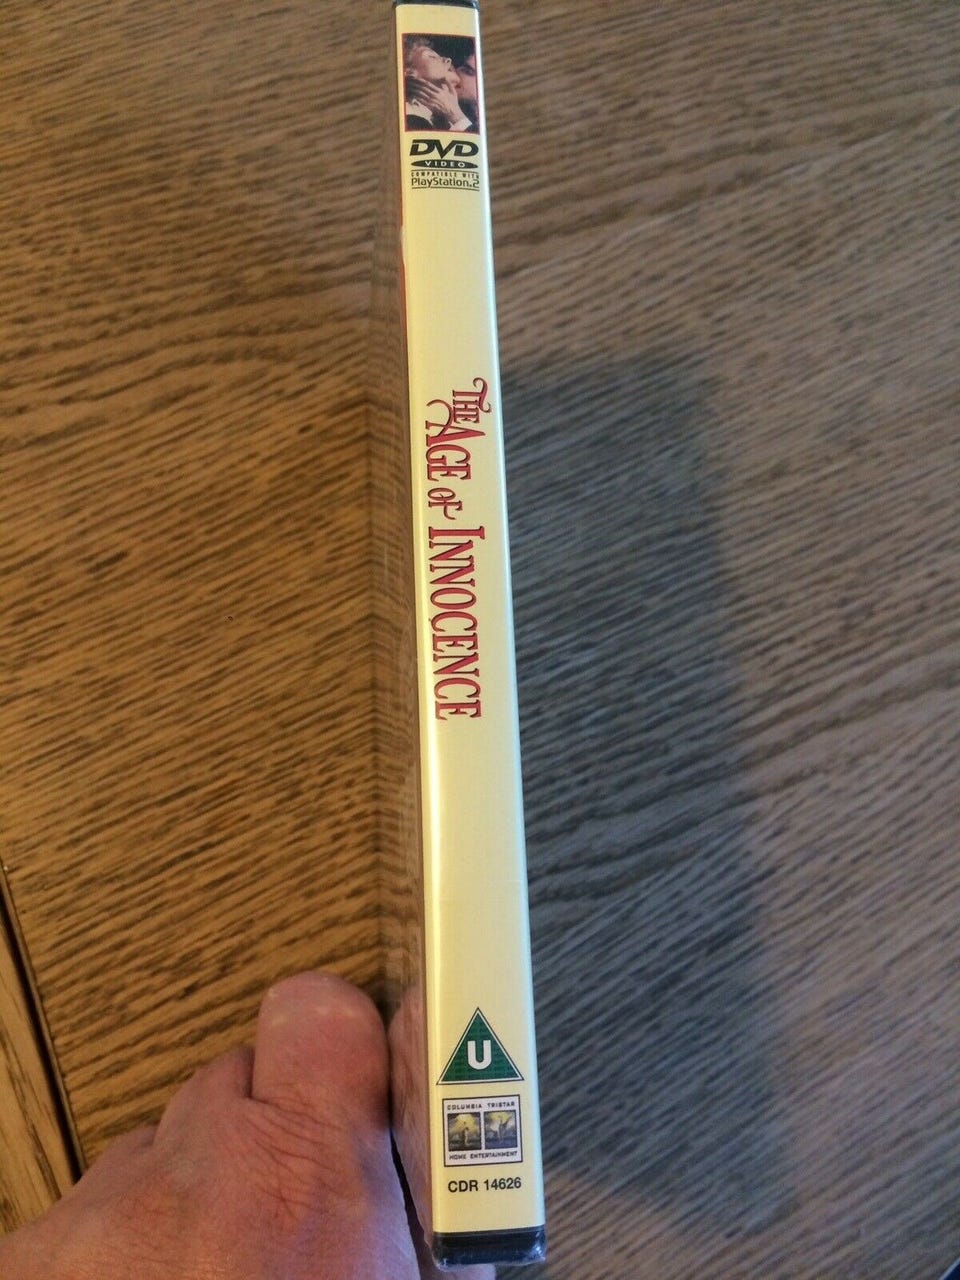 DVD
VIDEO
COMPATIBLE WITH
PlayStation.2
THE AGE OF INNOCENCE
U
COLUMBIA TRISTAR
HOME ENTERTAINMENT
CDR 14626